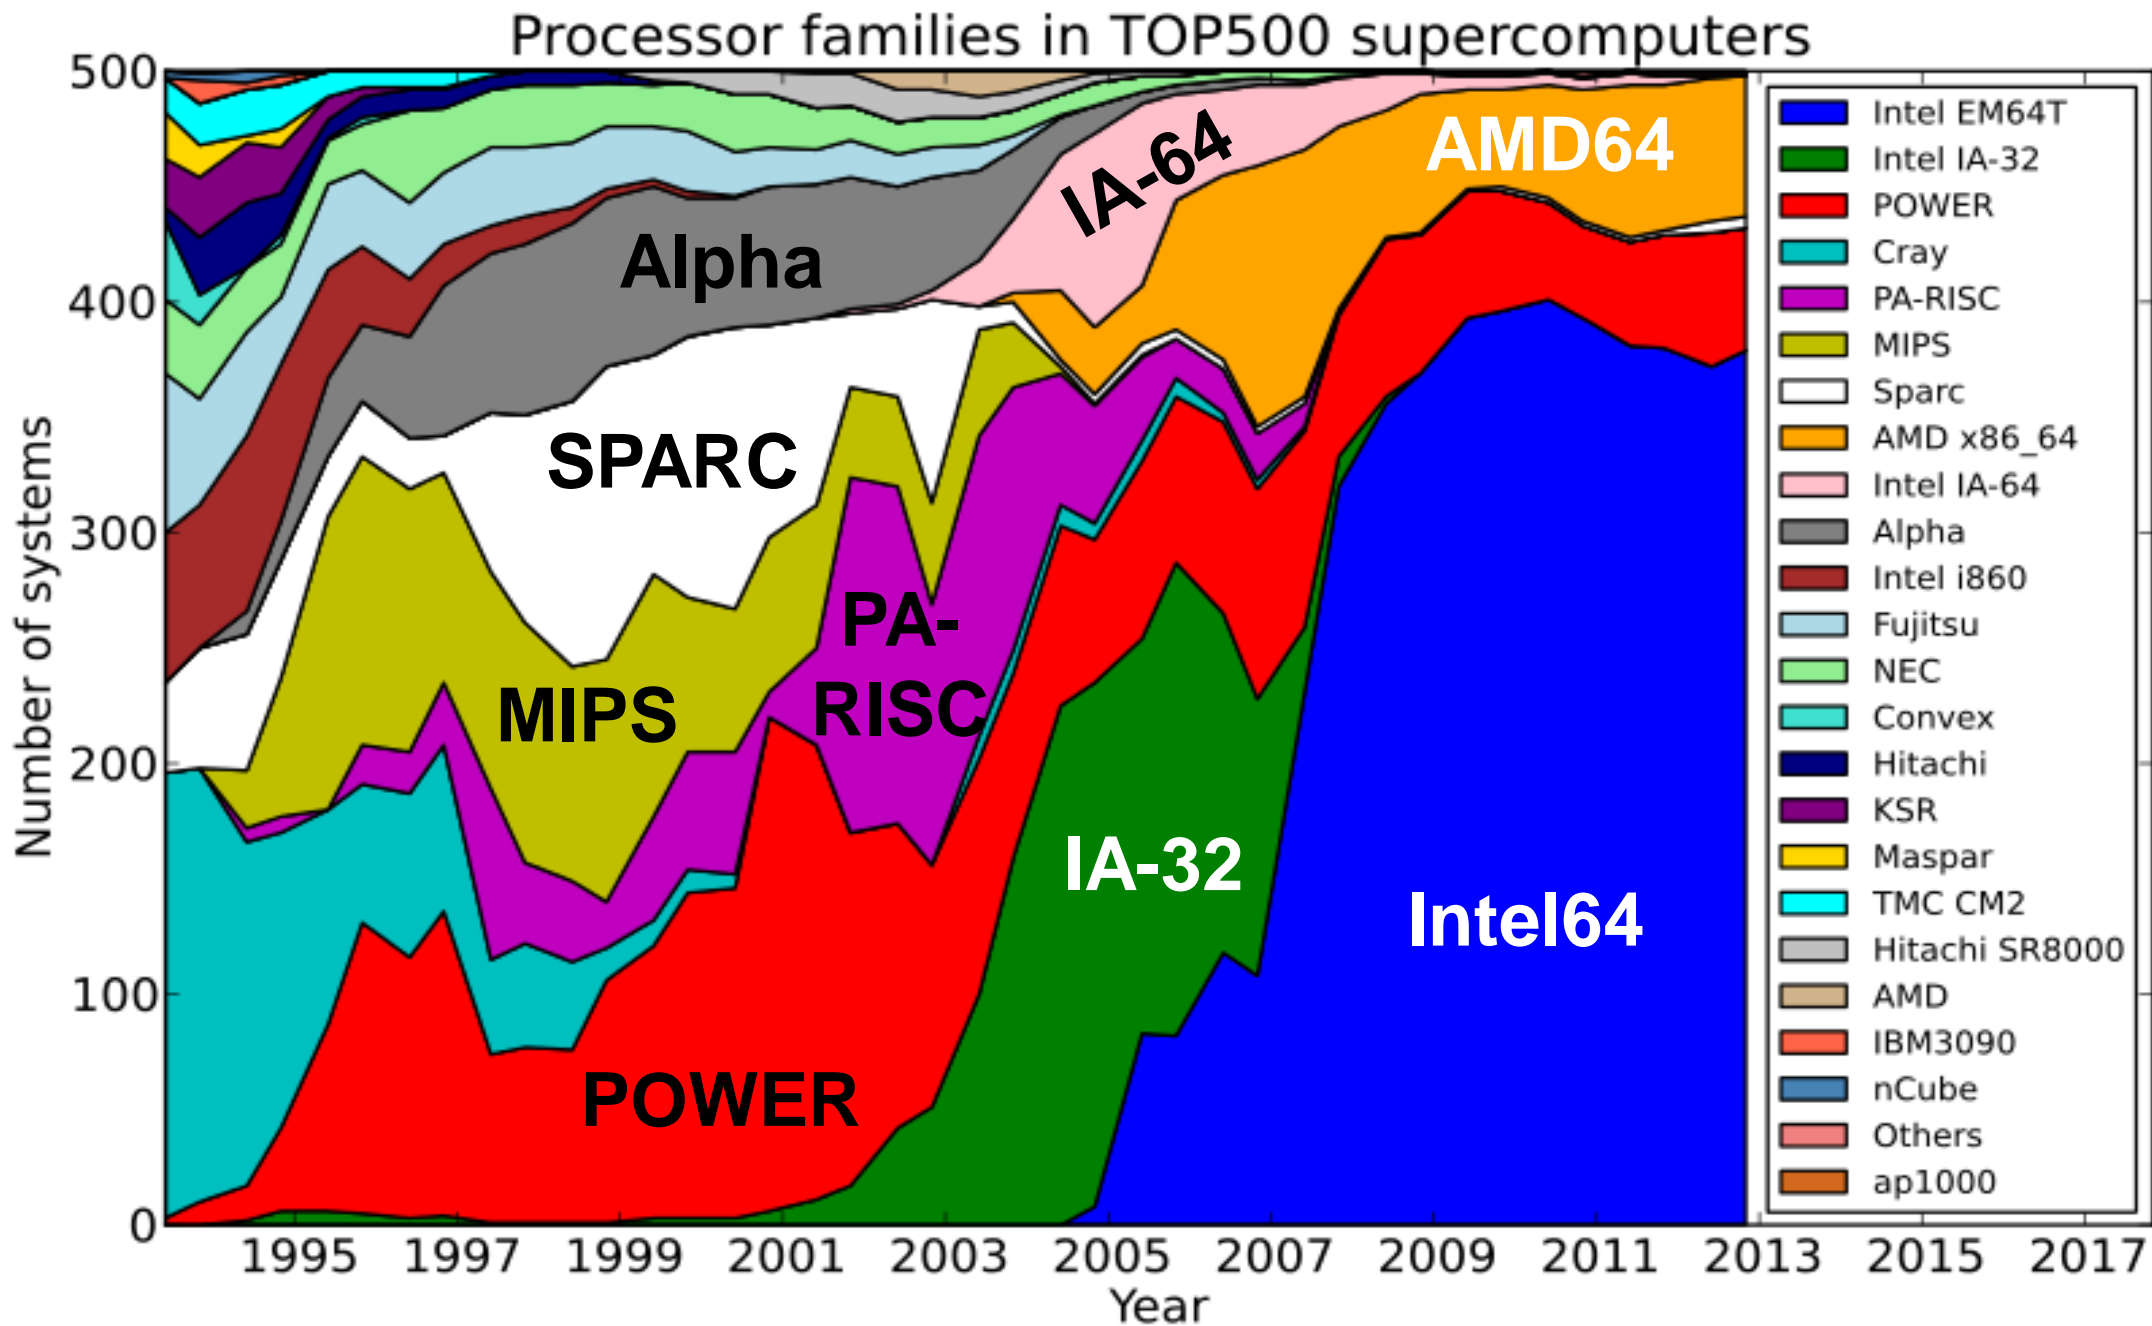 Processor families in TOP500 supercomputers
500
400
300
200
100
0
Number of systems
1995 1997 1999 2001 2003 2005 2007 2009 2011 2013 2015 2017
Year
IA-64
AMD64
Alpha
SPARC
PA-
RISC
MIPS
IA-32
Intel64
POWER
Intel EM64T
Intel IA-32
POWER
Cray
PA-RISC
MIPS
Sparc
AMD x86_64
Intel IA-64
Alpha
Intel i860
Fujitsu
NEC
Convex
Hitachi
KSR
Maspar
TMC CM2
Hitachi SR8000
AMD
IBM3090
nCube
Others
ap1000